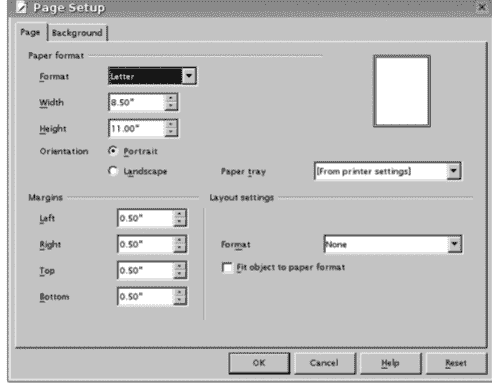 Page Setup
Page Background
Paper format
Format Letter
Width 8.50"
Height 11.00"
Orientation Portrait
Landscape Paper tray [From printer settings]
Margins Layout settings
Left 0.50"
Right 0.50" Format None
Top 0.50" Fit object to paper format
Bottom 0.50"
OK Cancel Help Reset